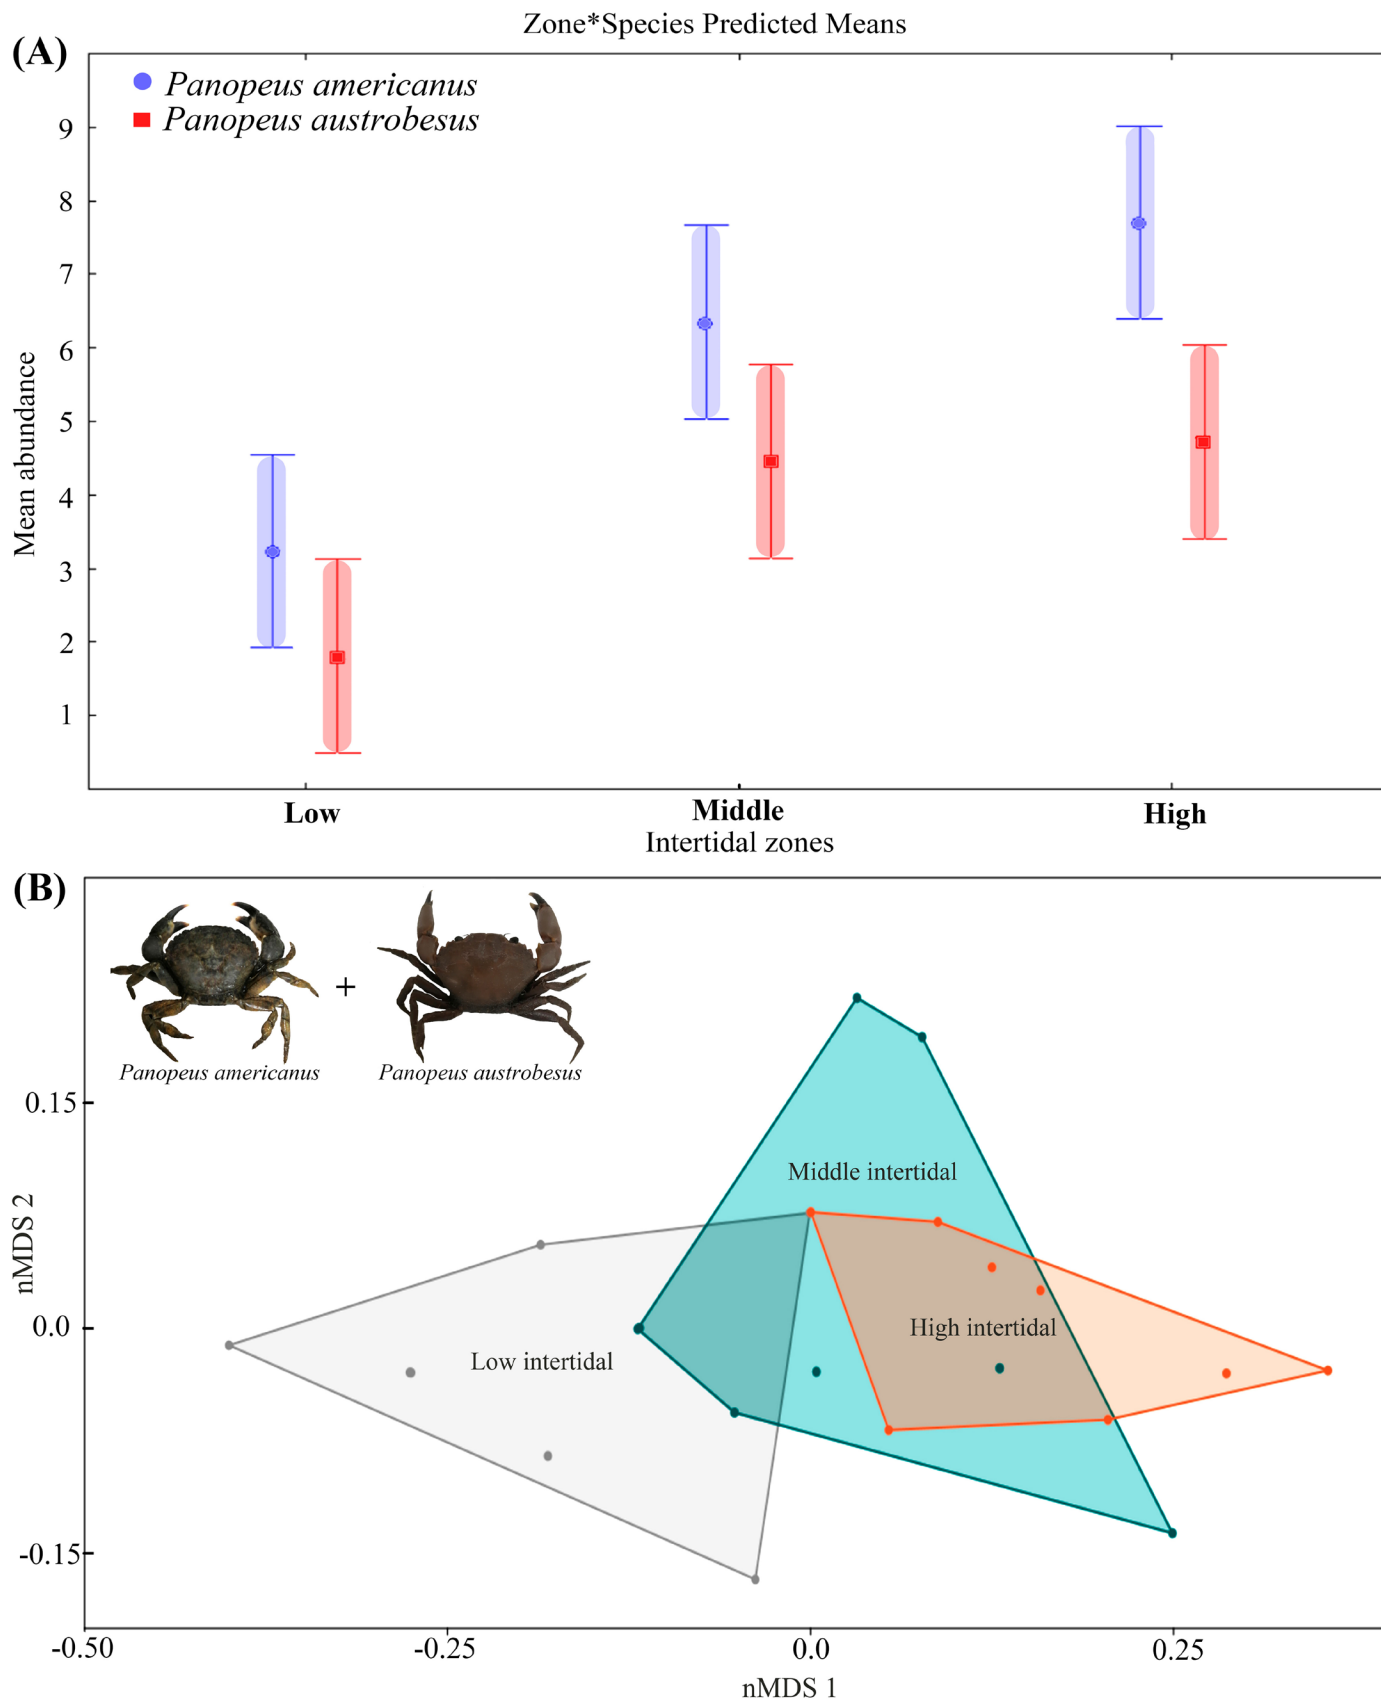 Zone*Species Predicted Means
(A)
Panopeus americanus
Panopeus austrobesus
9
8
7
6
5
4
3
2
1
Mean abundance
Low
Middle
High
Intertidal zones
(B)
+
Panopeus americanus
Panopeus austrobesus
0.15
0.0
-0.15
nMDS 2
Middle intertidal
High intertidal
Low intertidal
-0.50
-0.25
0.0
0.25
nMDS 1